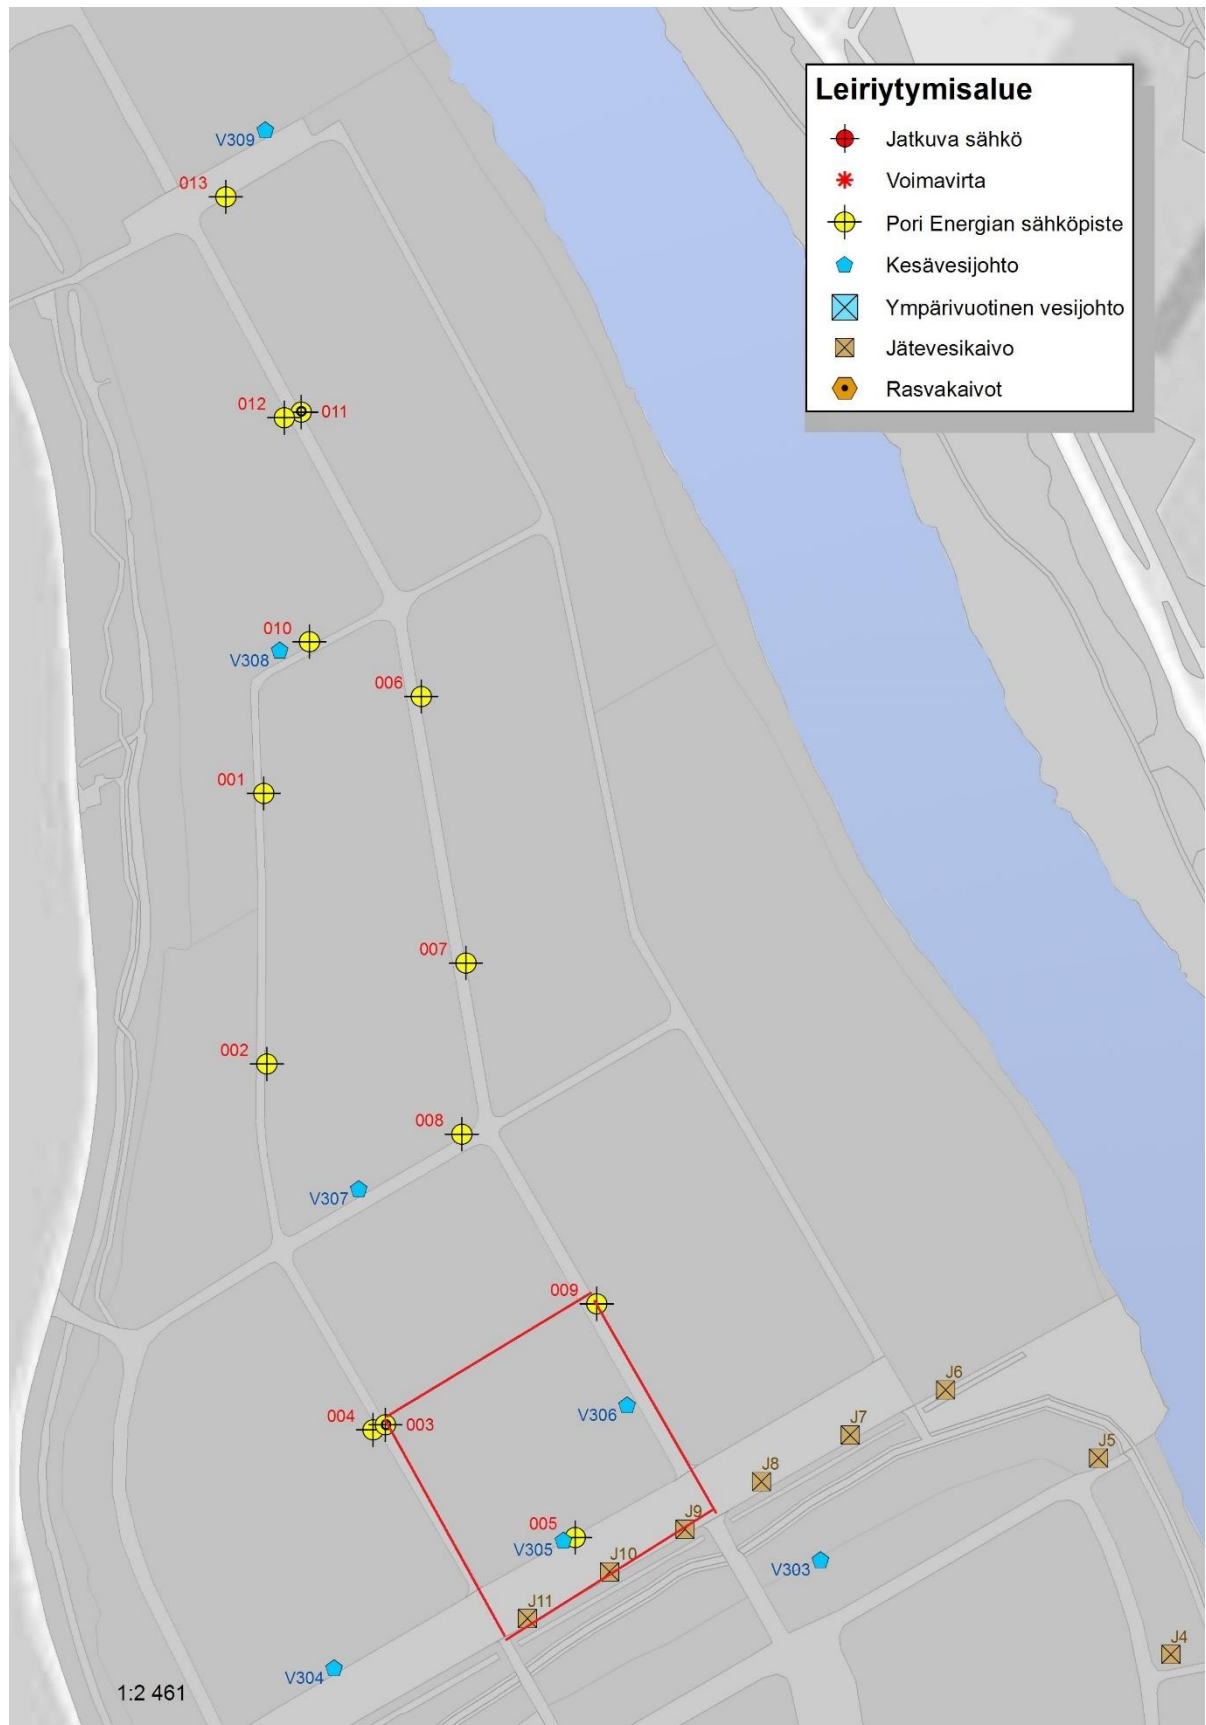 Leiriytymisalue
Jatkuva sähkö
Voimavirta
Pori Energian sähköpiste
Kesävesijohto
Ympärivuotinen vesijohto
Jätevesikaivo
Rasvakaivot
V309
013
012
011
010
V308
006
001
007
002
008
V307
009
004
003
V306
J6
J7
J5
J8
J9
005
V305
J10
V303
J11
J4
V304
1:2 461